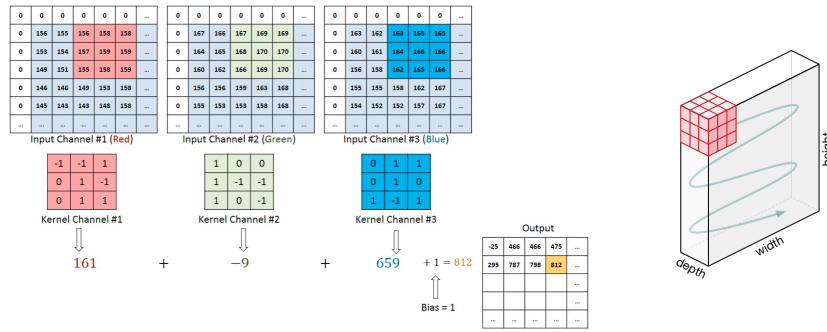 0 0 0 0 0 0 ...
0 156 155 156 158 158 ...
0 153 154 157 159 159 ...
0 149 151 155 158 159 ...
0 146 146 149 153 158 ...
0 145 143 143 148 158 ...
... ... ... ... ... ... ...
Input Channel #1 (Red)
0 0 0 0 0 0 ...
0 167 166 167 169 169 ...
0 164 165 168 170 170 ...
0 160 162 166 169 170 ...
0 156 156 159 163 168 ...
0 155 153 153 158 168 ...
... ... ... ... ... ... ...
Input Channel #2 (Green)
0 0 0 0 0 0 ...
0 163 162 163 165 165 ...
0 160 161 164 166 166 ...
0 156 158 162 165 166 ...
0 155 155 158 162 167 ...
0 154 152 152 157 167 ...
... ... ... ... ... ... ...
Input Channel #3 (Blue)
-1 -1 1
0 1 -1
0 1 1
Kernel Channel #1
1 0 0
1 -1 -1
1 0 -1
Kernel Channel #2
0 1 1
0 1 0
1 -1 1
Kernel Channel #3
161 + -9 + 659 + 1 = 812
Bias = 1
Output
-25 466 466 475 ...
295 787 798 812 ...
...
...
... ... ... ... ...
height
width
depth